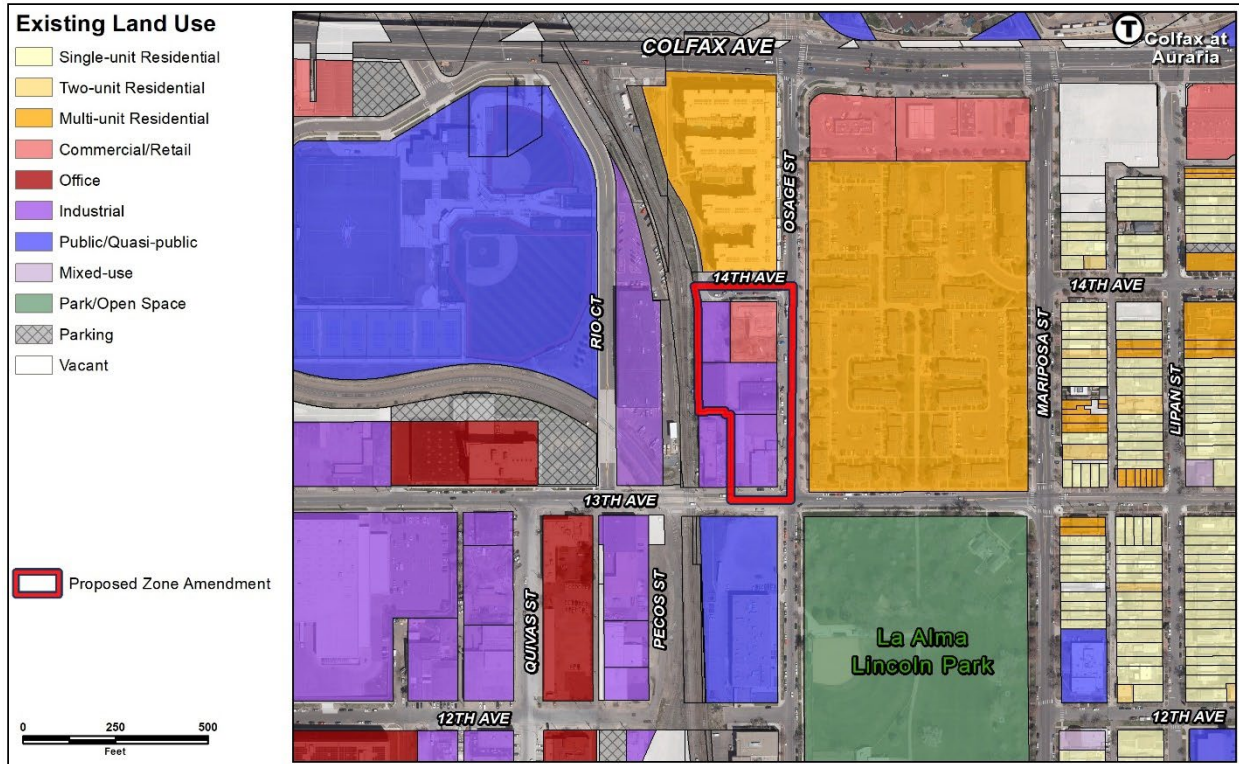 Existing Land Use
Single-unit Residential
Two-unit Residential
Multi-unit Residential
Commercial/Retail
Office
Industrial
Public/Quasi-public
Mixed-use
Park/Open Space
Parking
Vacant
Proposed Zone Amendment
0 250 500
Feet
COLFAX AVE
T
Colfax at
Auraria
OSAGE ST
14TH AVE
14TH AVE
RIO CT
MARIPOSA ST
LIPAN ST
13TH AVE
QUIVAS ST
PECOS ST
La Alma
Lincoln Park
12TH AVE
12TH AVE